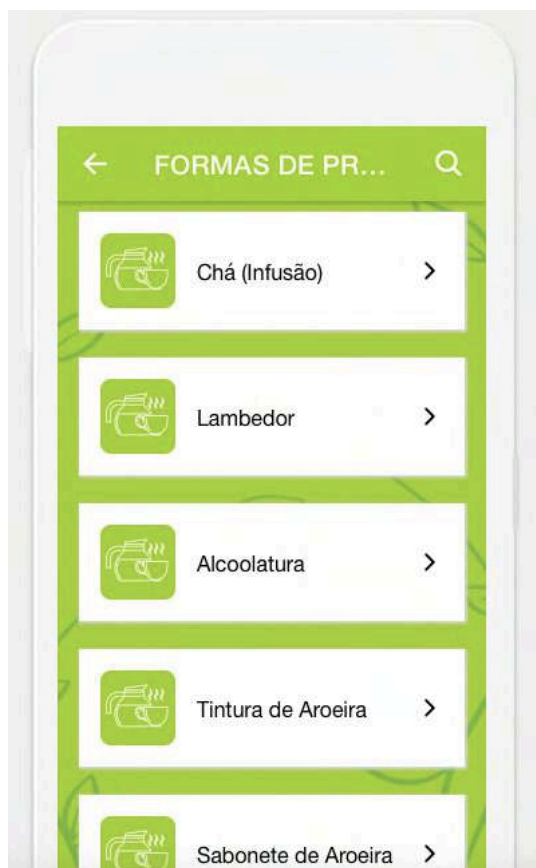 FORMAS DE PR...
Chá (Infusão)
Lambedor
Alcoolatura
Tintura de Aroeira
Sabonete de Aroeira